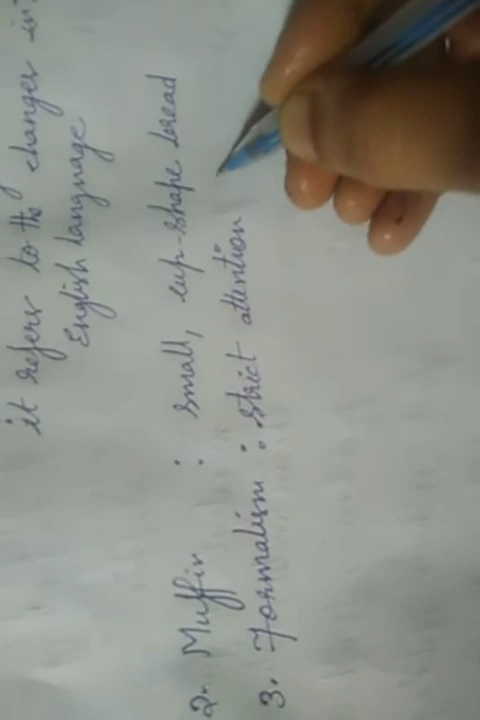 it refers to the changes in
English language
2. Muffin : small, cup-shape bread
3. Formalism : strict attention